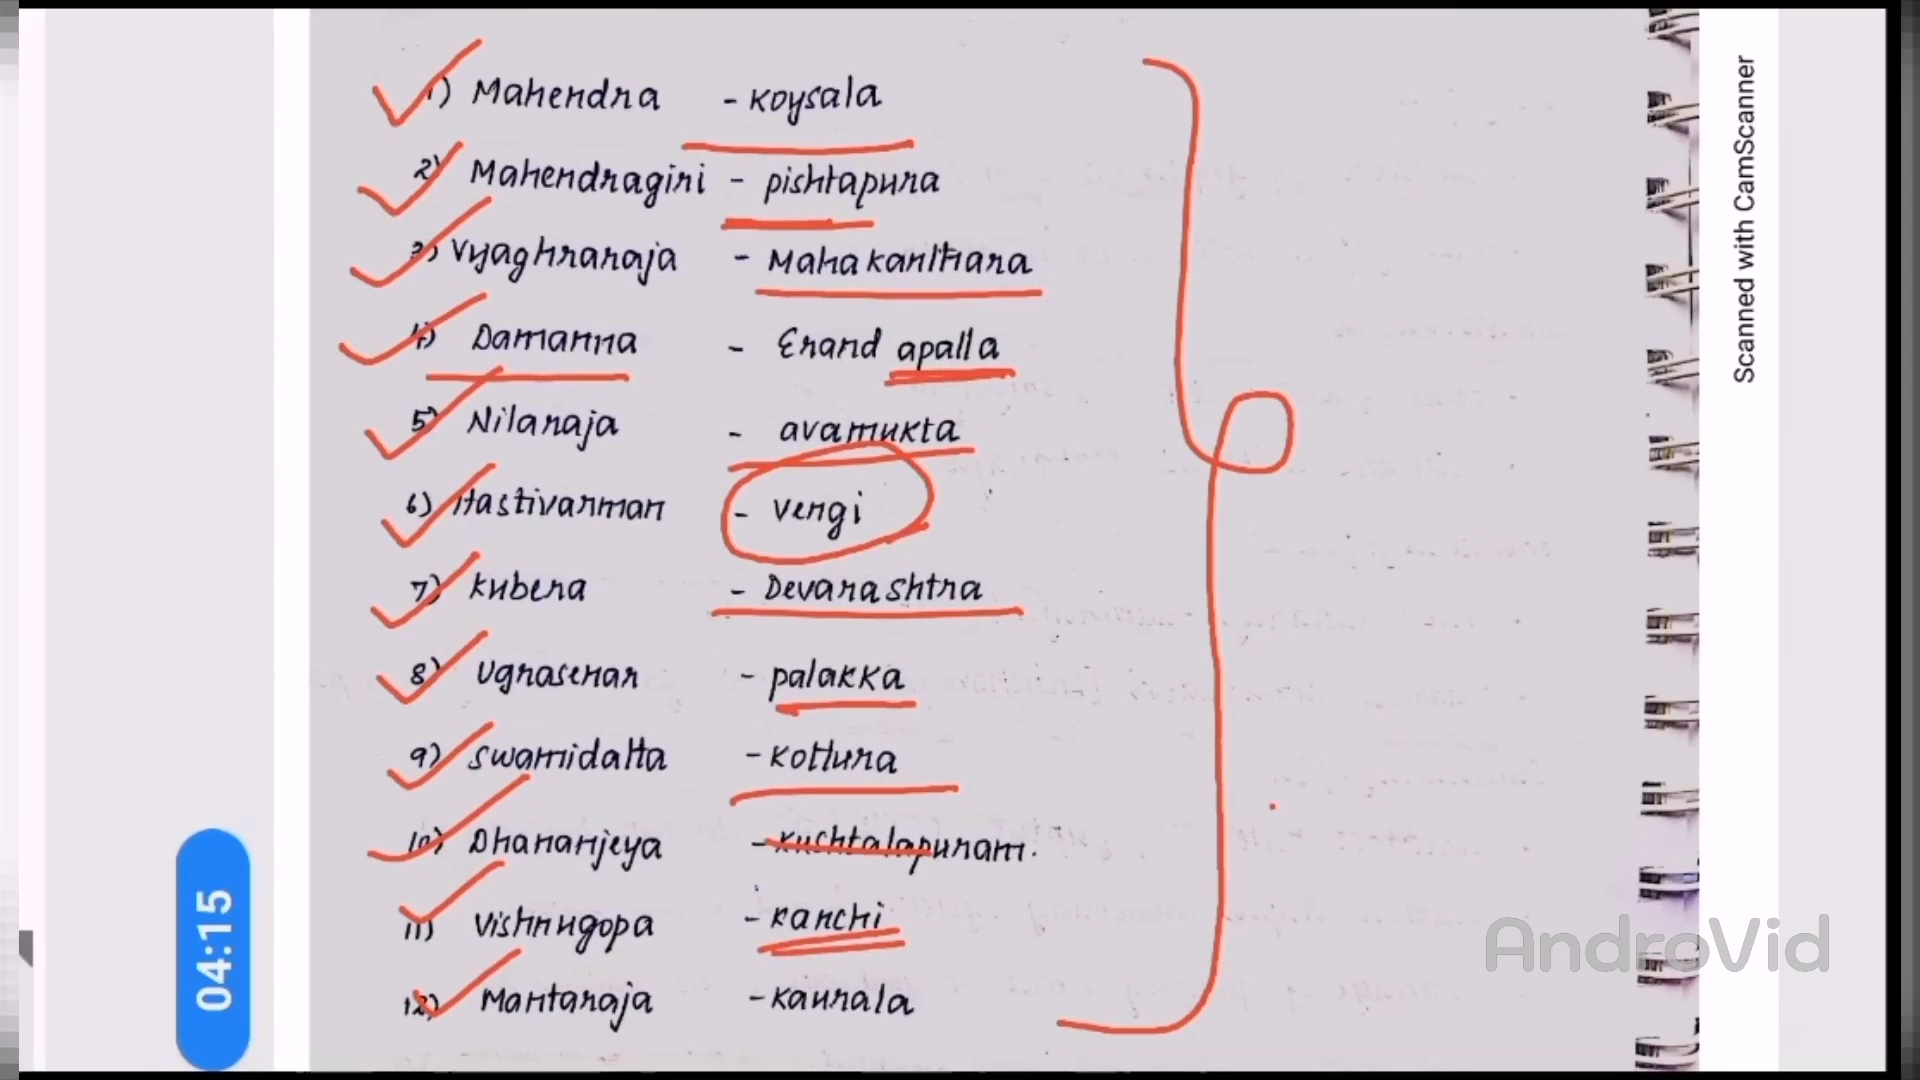 1) Mahendra - Koysala
2) Mahendragiri - pishtapura
3) Vyaghraraja - Mahakanthara
4) Damanna - Erand apalla
5) Nilaraja - avamukta
6) Hastivarman - Vengi
7) Kubera - Devarashtra
8) Ugrasenan - palakka
9) Swamidatta - Kottura
10) Dhananjeya - Kushtalapuram.
11) Vishnugopa - Kanchi
12) Mantaraja - Kaurala
Scanned with CamScanner
04:15
AndroVid